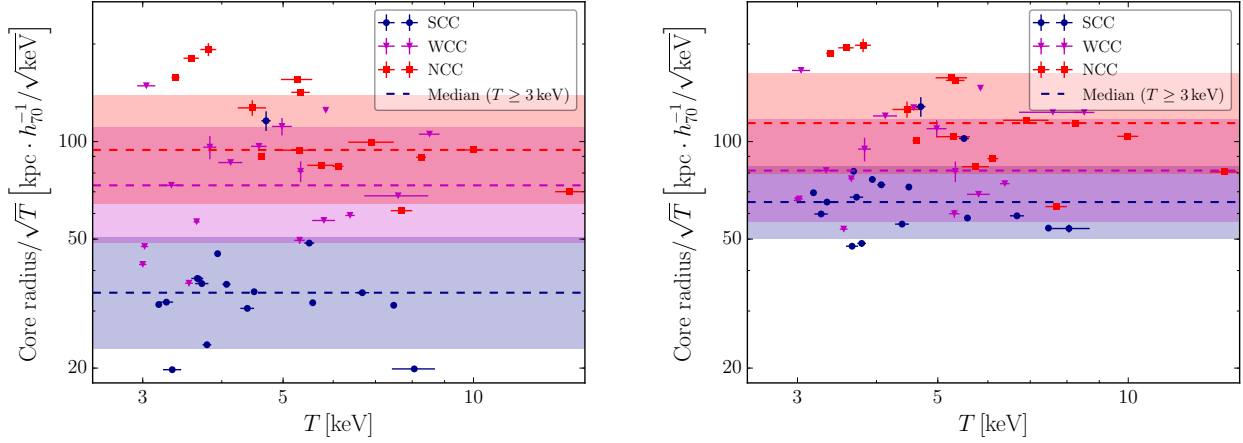 Core radius/√T [kpc · h₇₀⁻¹/√keV]
100
50
20
3
5
10
T [keV]
SCC
WCC
NCC
Median (T ≥ 3 keV)
Core radius/√T [kpc · h₇₀⁻¹/√keV]
100
50
20
3
5
10
T [keV]
SCC
WCC
NCC
Median (T ≥ 3 keV)